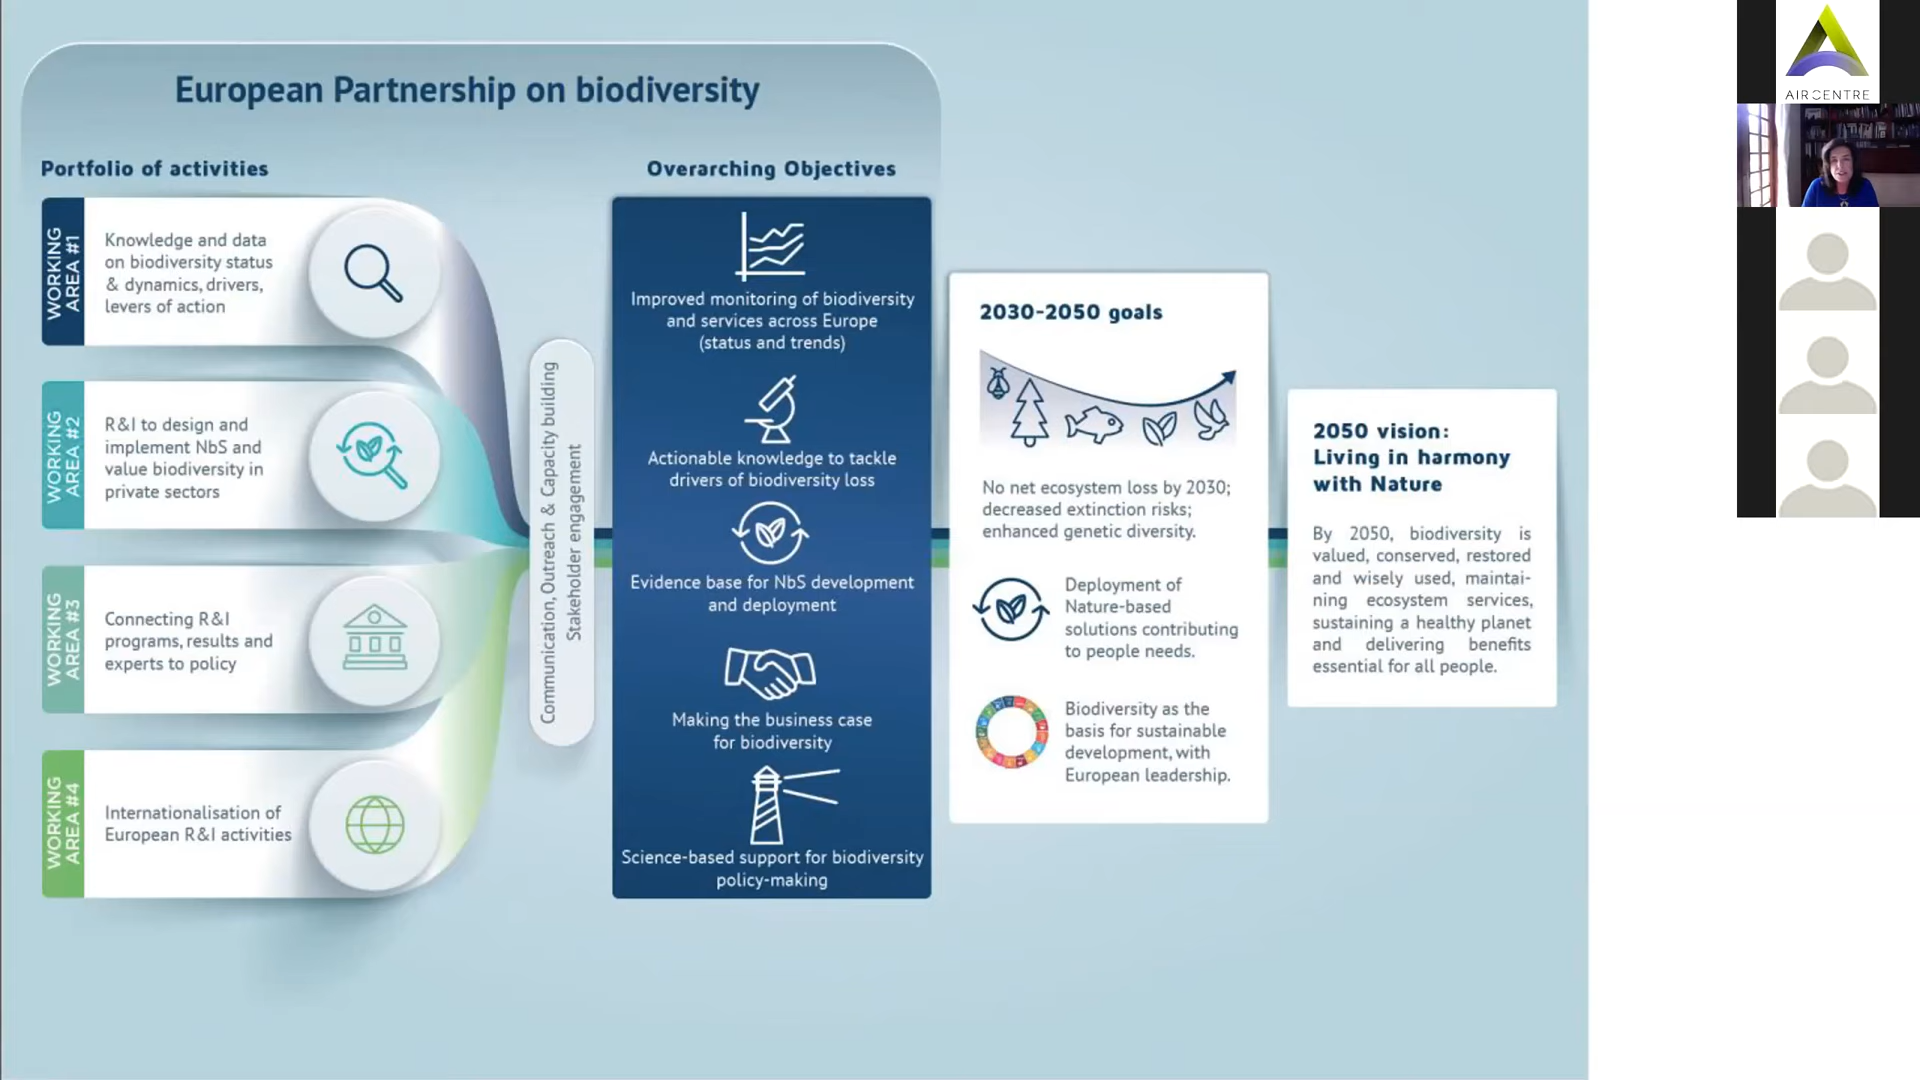 European Partnership on biodiversity
Portfolio of activities
WORKING
AREA #1
Knowledge and data
on biodiversity status
& dynamics, drivers,
levers of action
WORKING
AREA #2
R&I to design and
implement NbS and
value biodiversity in
private sectors
WORKING
AREA #3
Connecting R&I
programs, results and
experts to policy
WORKING
AREA #4
Internationalisation of
European R&I activities
Communication, Outreach & Capacity building
Stakeholder engagement
Overarching Objectives
Improved monitoring of biodiversity
and services across Europe
(status and trends)
Actionable knowledge to tackle
drivers of biodiversity loss
Evidence base for NbS development
and deployment
Making the business case
for biodiversity
Science-based support for biodiversity
policy-making
2030-2050 goals
No net ecosystem loss by 2030;
decreased extinction risks;
enhanced genetic diversity.
Deployment of
Nature-based
solutions contributing
to people needs.
Biodiversity as the
basis for sustainable
development, with
European leadership.
2050 vision:
Living in harmony
with Nature
By 2050, biodiversity is
valued, conserved, restored
and wisely used, maintai-
ning ecosystem services,
sustaining a healthy planet
and delivering benefits
essential for all people.
AIRCENTRE